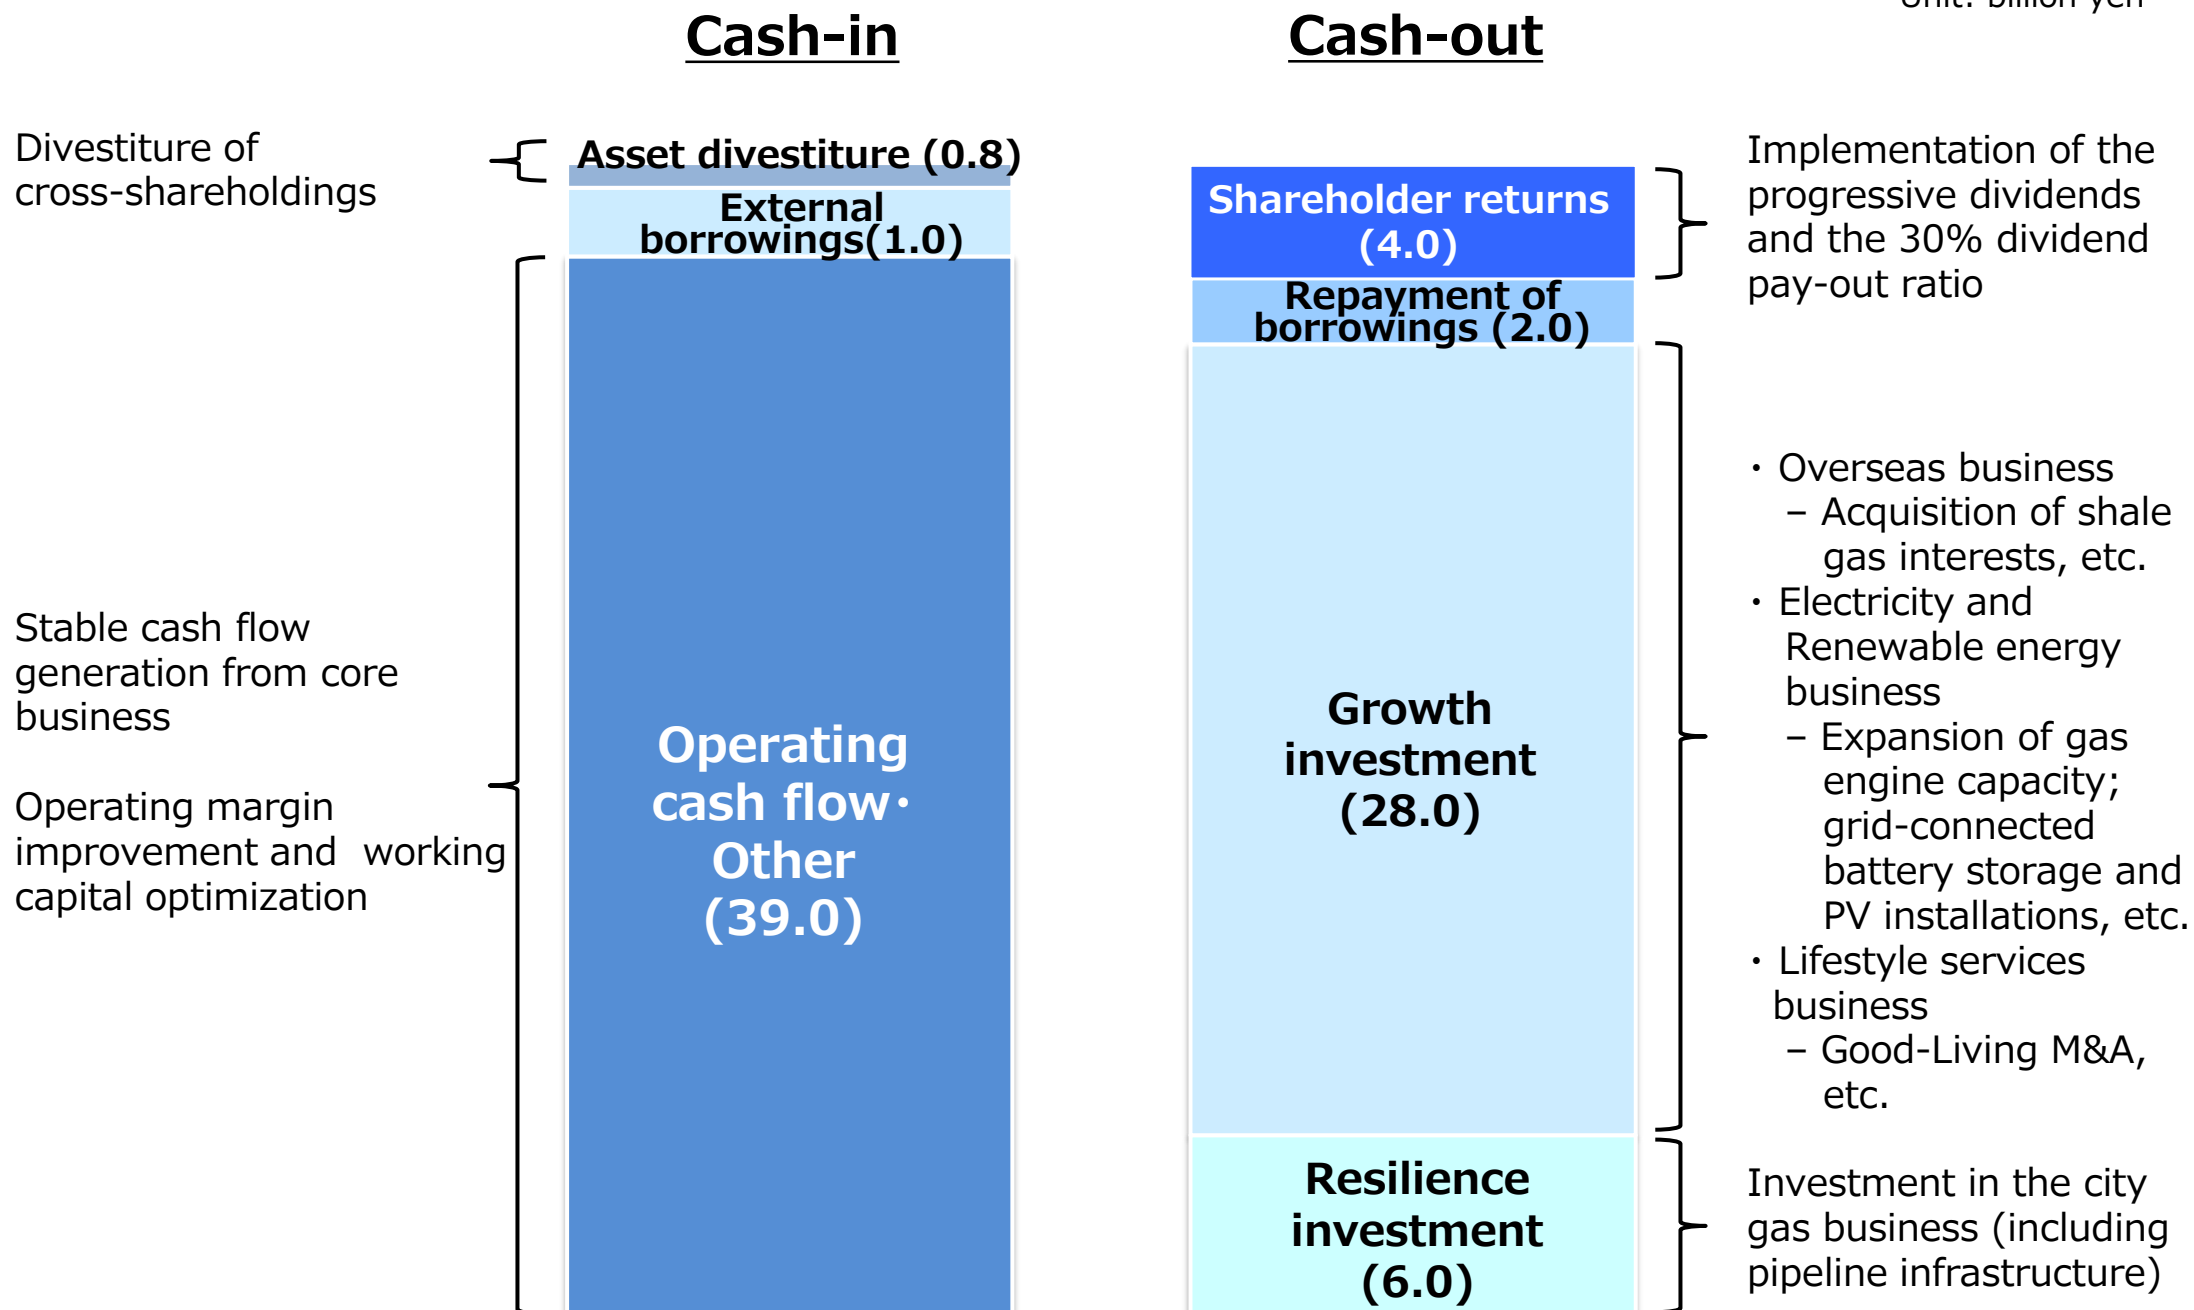 Unit: billion yen
Cash-in
Cash-out
Divestiture of
cross-shareholdings
Asset divestiture (0.8)
External
borrowings(1.0)
Stable cash flow
generation from core
business
Operating margin
improvement and  working
capital optimization
Operating
cash flow・
Other
(39.0)
Shareholder returns
(4.0)
Repayment of
borrowings (2.0)
Growth
investment
(28.0)
Resilience
investment
(6.0)
Implementation of the
progressive dividends
and the 30% dividend
pay-out ratio
・Overseas business
– Acquisition of shale
gas interests, etc.
・Electricity and
Renewable energy
business
– Expansion of gas
engine capacity;
grid-connected
battery storage and
PV installations, etc.
・Lifestyle services
business
– Good-Living M&A,
etc.
Investment in the city
gas business (including
pipeline infrastructure)